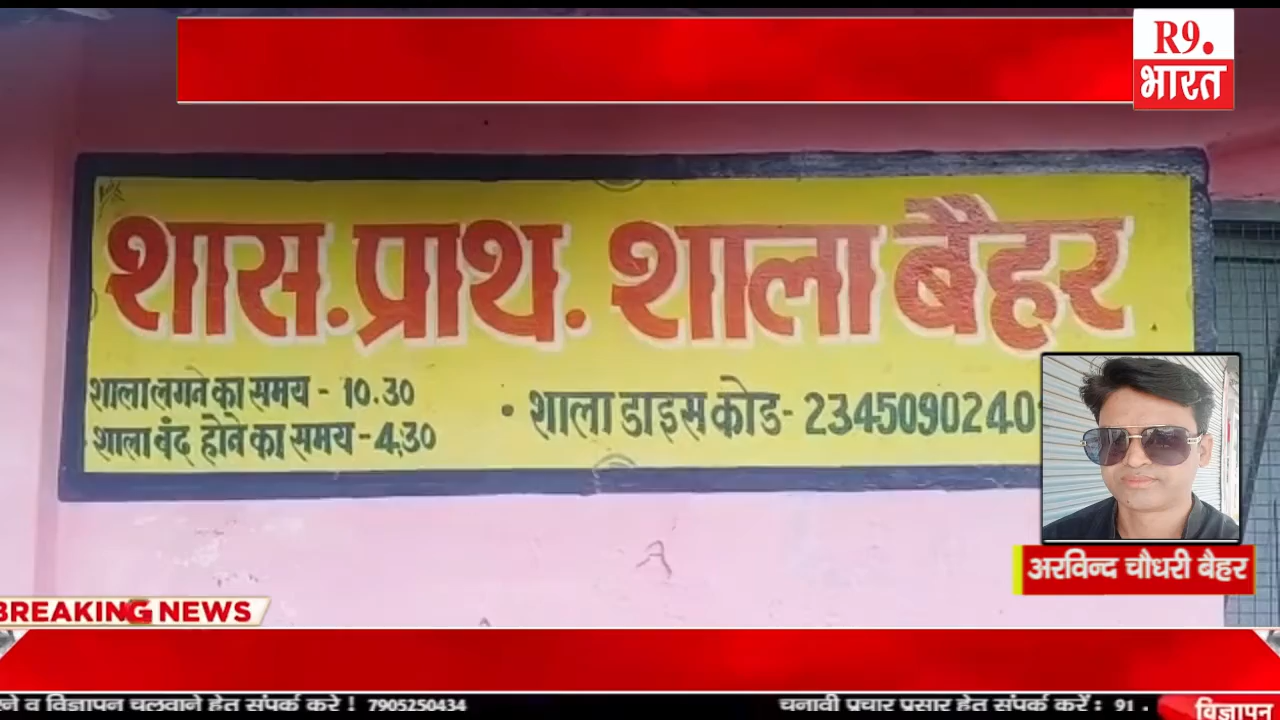 R9.
भारत
शास. प्राथ. शाला बैहर
शाला लगने का समय - 10.30
शाला बंद होने का समय - 4.30
• शाला डाइस कोड - 2345090240
अरविन्द चौधरी बैहर
BREAKING NEWS
व विज्ञापन चलवाने हेतु संपर्क करे ! 7905250434
चुनावी प्रचार प्रसार हेतु संपर्क करें : 91
विज्ञापन